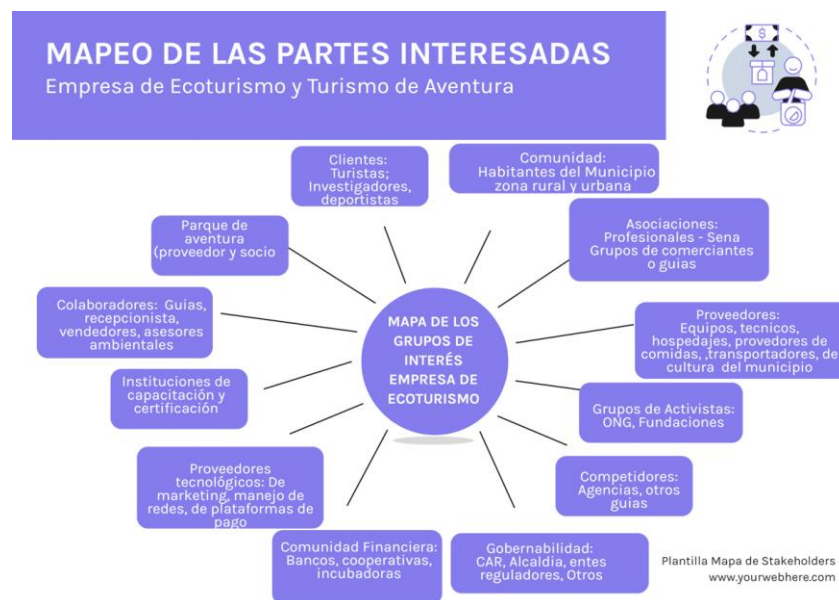 MAPEO DE LAS PARTES INTERESADAS
Empresa de Ecoturismo y Turismo de Aventura
$
Clientes:
Turistas;
Investigadores,
deportistas
Comunidad:
Habitantes del Municipio
zona rural y urbana
Parque de
aventura
(proveedor y socio
Asociaciones:
Profesionales - Sena
Grupos de comerciantes
o guias
Colaboradores: Guias,
recepcionista,
vendedores, asesores
ambientales
MAPA DE LOS
GRUPOS DE
INTERÉS
EMPRESA DE
ECOTURISMO
Proveedores:
Equipos, tecnicos,
hospedajes, provedores de
comidas, ,transportadores, de
cultura del municipio
Instituciones de
capacitación y
certificación
Grupos de Activistas:
ONG, Fundaciones
Proveedores
tecnológicos: De
marketing, manejo de
redes, de plataformas de
pago
Competidores:
Agencias, otros
guias
Comunidad Financiera:
Bancos, cooperativas,
incubadoras
Gobernabilidad:
CAR, Alcaldia, entes
reguladores, Otros
Plantilla Mapa de Stakeholders
www.yourwebhere.com